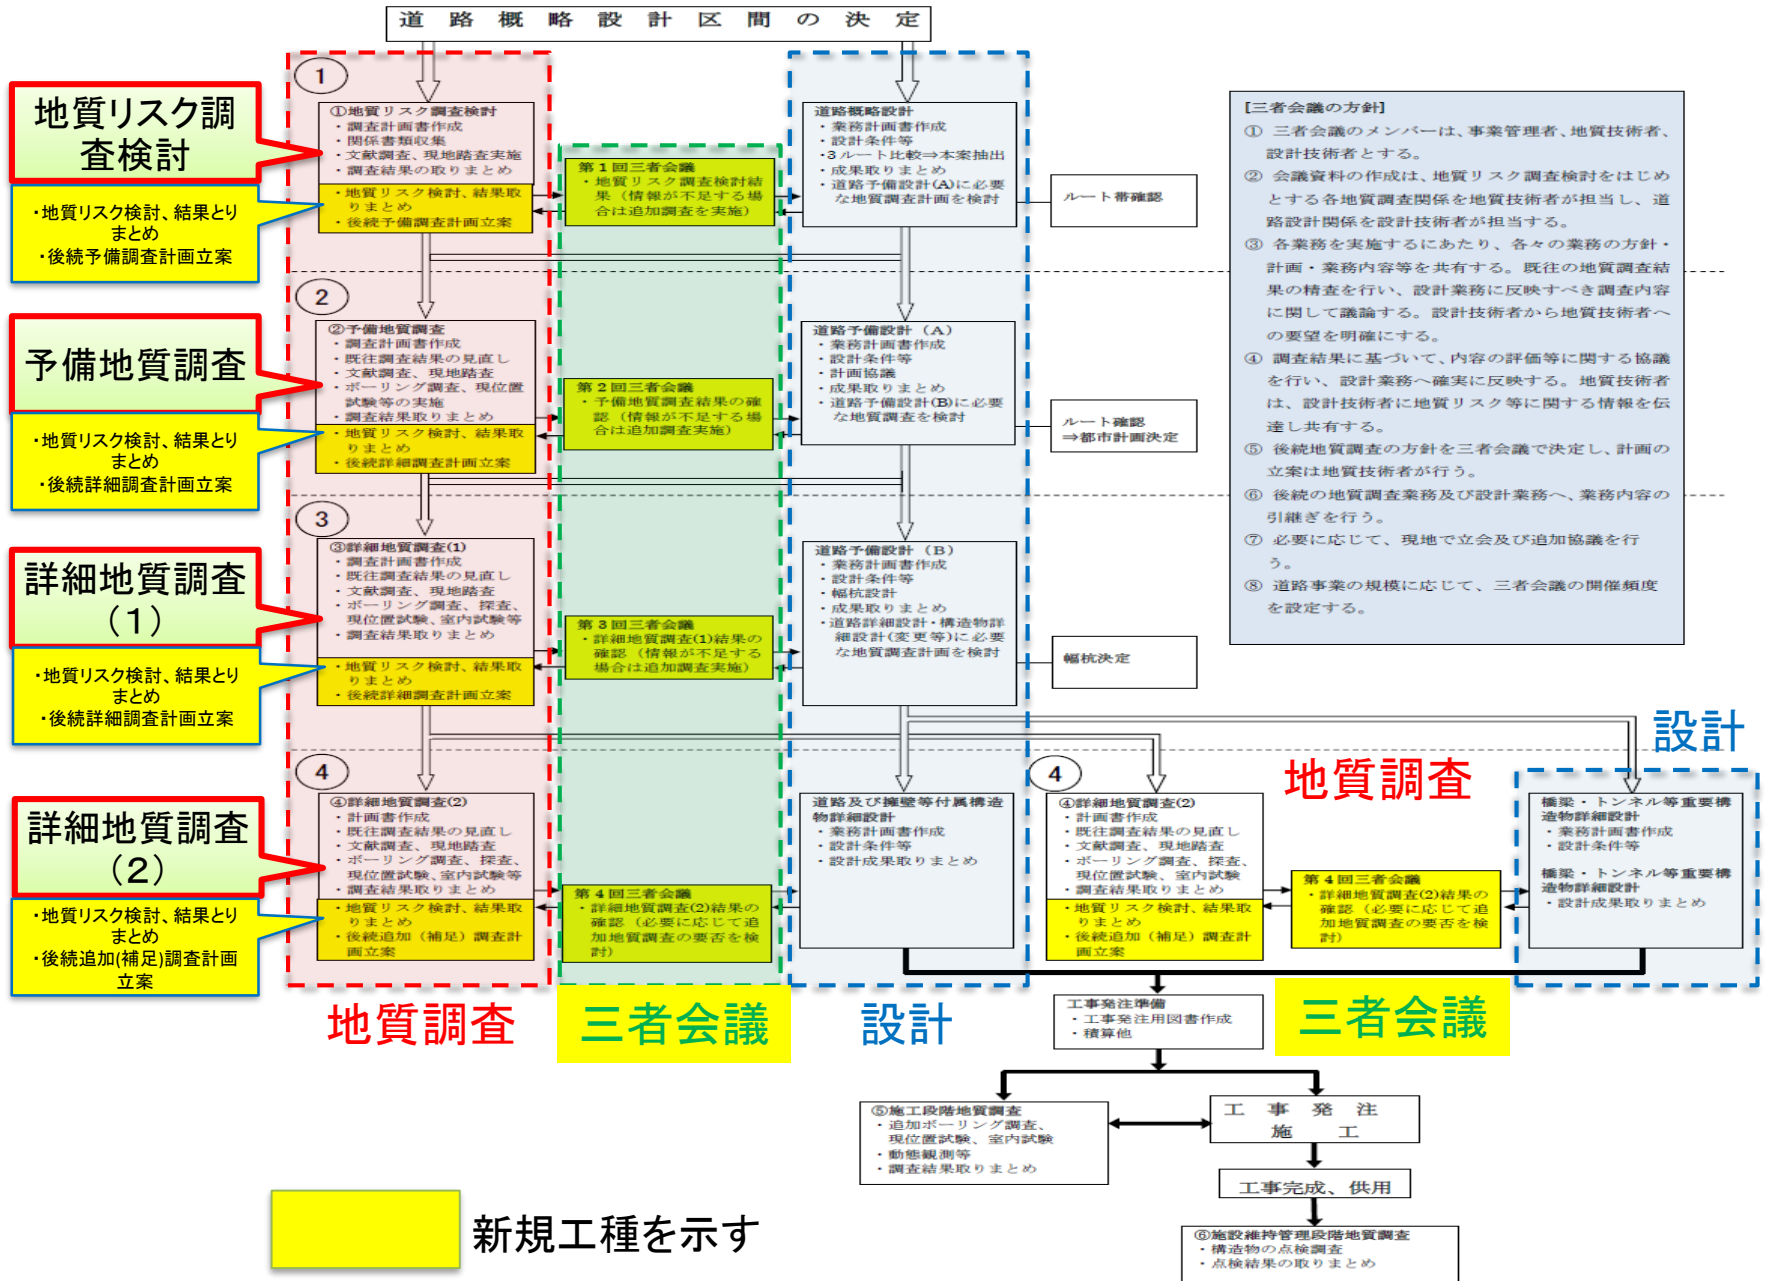 道路概略設計区間の決定
①
地質リスク調
査検討
・地質リスク検討、結果とり
まとめ
・後続予備調査計画立案
①地質リスク調査検討
・調査計画書作成
・関係書類収集
・文献調査、現地踏査実施
・調査結果の取りまとめ
・地質リスク検討、結果取
りまとめ
・後続予備調査計画立案
第1回三者会議
・地質リスク調査検討結
果（情報が不足する場
合は追加調査を実施）
道路概略設計
・業務計画書作成
・設計条件等
・3ルート比較⇒本案抽出
・成果取りまとめ
・道路予備設計(A)に必要
な地質調査計画を検討
ルート帯確認
②
予備地質調査
・地質リスク検討、結果とり
まとめ
・後続詳細調査計画立案
②予備地質調査
・調査計画書作成
・既往調査結果の見直し
・文献調査、現地踏査
・ボーリング調査、現位置
試験等の実施
・調査結果取りまとめ
・地質リスク検討、結果取
りまとめ
・後続詳細調査計画立案
第2回三者会議
・予備地質調査結果の確
認（情報が不足する場
合は追加調査実施）
道路予備設計（A）
・業務計画書作成
・設計条件等
・計画協議
・成果取りまとめ
・道路予備設計(B)に必要
な地質調査を検討
ルート確認
⇒都市計画決定
③
詳細地質調査
（1）
・地質リスク検討、結果とり
まとめ
・後続詳細調査計画立案
③詳細地質調査(1)
・調査計画書作成
・既往調査結果の見直し
・文献調査、現地踏査
・ボーリング調査、探査、
現位置試験、室内試験等
・調査結果取りまとめ
・地質リスク検討、結果取
りまとめ
・後続詳細調査計画立案
第3回三者会議
・詳細地質調査(1)結果の
確認（情報が不足する
場合は追加調査実施）
道路予備設計（B）
・業務計画書作成
・設計条件等
・幅杭設計
・成果取りまとめ
・道路詳細設計・構造物詳
細設計(変更等)に必要
な地質調査計画を検討
幅杭決定
[三者会議の方針]
① 三者会議のメンバーは、事業管理者、地質技術者、
設計技術者とする。
② 会議資料の作成は、地質リスク調査検討をはじめ
とする各地質調査関係を地質技術者が担当し、道
路設計関係を設計技術者が担当する。
③ 各業務を実施するにあたり、各々の業務の方針・
計画・業務内容等を共有する。既往の地質調査結
果の精査を行い、設計業務に反映すべき調査内容
に関して議論する。設計技術者から地質技術者へ
の要望を明確にする。
④ 調査結果に基づいて、内容の評価等に関する協議
を行い、設計業務へ確実に反映する。地質技術者
は、設計技術者に地質リスク等に関する情報を伝
達し共有する。
⑤ 後続地質調査の方針を三者会議で決定し、計画の
立案は地質技術者が行う。
⑥ 後続の地質調査業務及び設計業務へ、業務内容の
引継ぎを行う。
⑦ 必要に応じて、現地で立会及び追加協議を行
う。
⑧ 道路事業の規模に応じて、三者会議の開催頻度
を設定する。
④
詳細地質調査
（2）
・地質リスク検討、結果とり
まとめ
・後続追加(補足)調査計画
立案
④詳細地質調査(2)
・計画書作成
・既往調査結果の見直し
・文献調査、現地踏査
・ボーリング調査、探査、
現位置試験、室内試験等
・調査結果取りまとめ
・地質リスク検討、結果取
りまとめ
・後続追加（補足）調査計
画立案
第4回三者会議
・詳細地質調査(2)結果の
確認（必要に応じて追
加地質調査の要否を検
討）
道路及び擁壁等付属構造
物詳細設計
・業務計画書作成
・設計条件等
・設計成果取りまとめ
④
地質調査
設計
④詳細地質調査(2)
・計画書作成
・既往調査結果の見直し
・文献調査、現地踏査
・ボーリング調査、探査、
現位置試験、室内試験
・調査結果取りまとめ
・地質リスク検討、結果取
りまとめ
・後続追加（補足）調査計
画立案
第4回三者会議
・詳細地質調査(2)結果の
確認（必要に応じて追
加地質調査の要否を検
討）
橋梁・トンネル等重要構
造物詳細設計
・業務計画書作成
・設計条件等
橋梁・トンネル等重要構
造物詳細設計
・設計成果取りまとめ
地質調査
三者会議
設計
三者会議
工事発注準備
・工事発注用図書作成
・積算他
⑤施工段階地質調査
・追加ボーリング調査、
現位置試験、室内試験
・動態観測等
・調査結果取りまとめ
工事発注
施工
工事完成、供用
⑥施設維持管理段階地質調査
・構造物の点検調査
・点検結果の取りまとめ
新規工種を示す